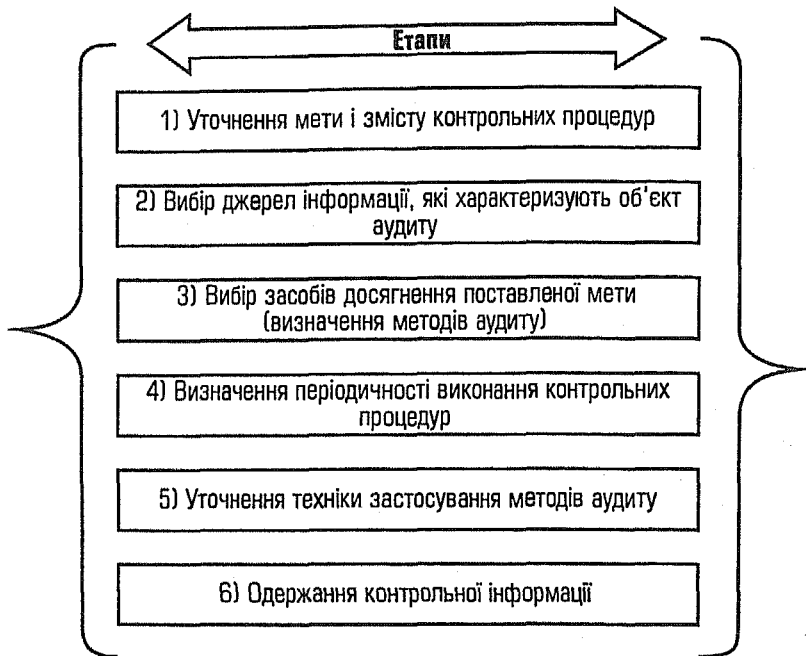 Етапи
1) Уточнення мети і змісту контрольних процедур
2) Вибір джерел інформації, які характеризують об'єкт
аудиту
3) Вибір засобів досягнення поставленої мети
(визначення методів аудиту)
4) Визначення періодичності виконання контрольних
процедур
5) Уточнення техніки застосування методів аудиту
6) Одержання контрольної інформації